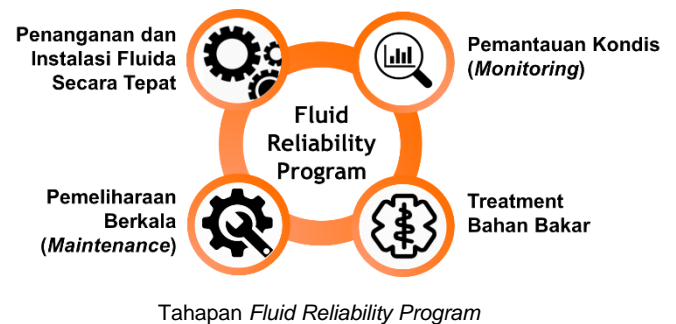 Penanganan dan
Instalasi Fluida
Secara Tepat
Pemantauan Kondis
(Monitoring)
Fluid
Reliability
Program
Pemeliharaan
Berkala
(Maintenance)
Treatment
Bahan Bakar
Tahapan Fluid Reliability Program